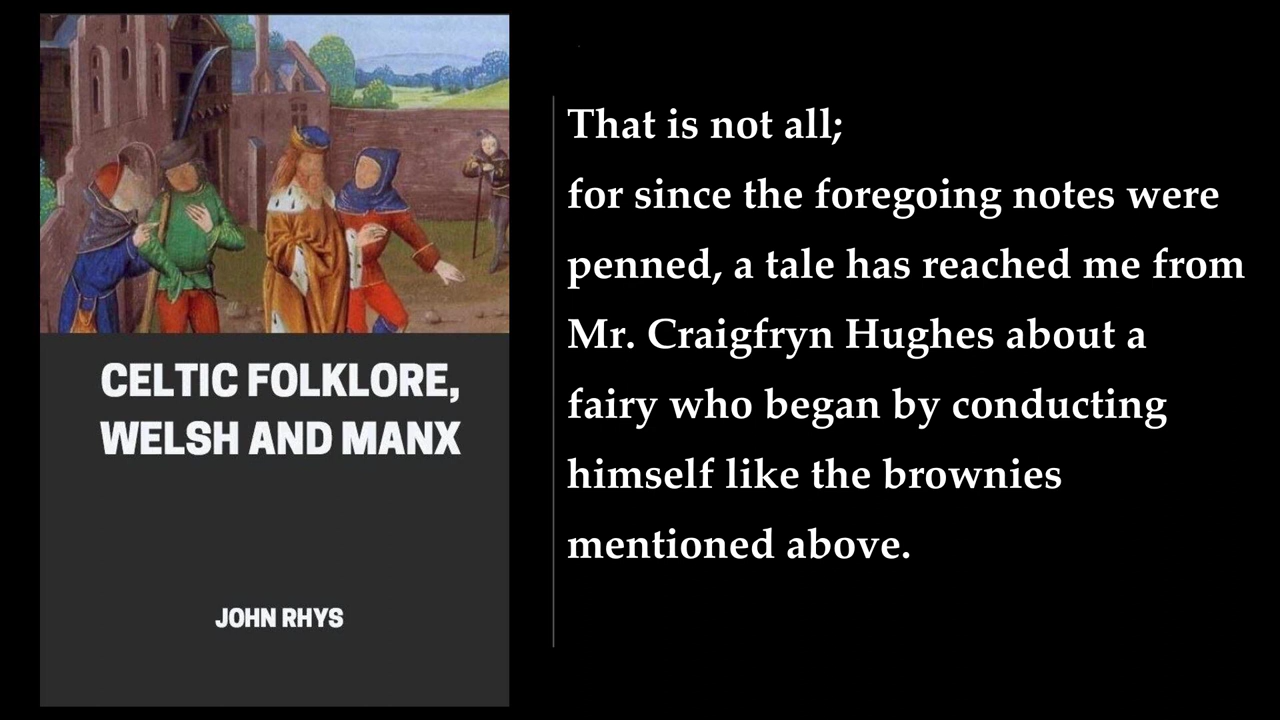 CELTIC FOLKLORE,
WELSH AND MANX
JOHN RHYS
That is not all;
for since the foregoing notes were
penned, a tale has reached me from
Mr. Craigfryn Hughes about a
fairy who began by conducting
himself like the brownies
mentioned above.